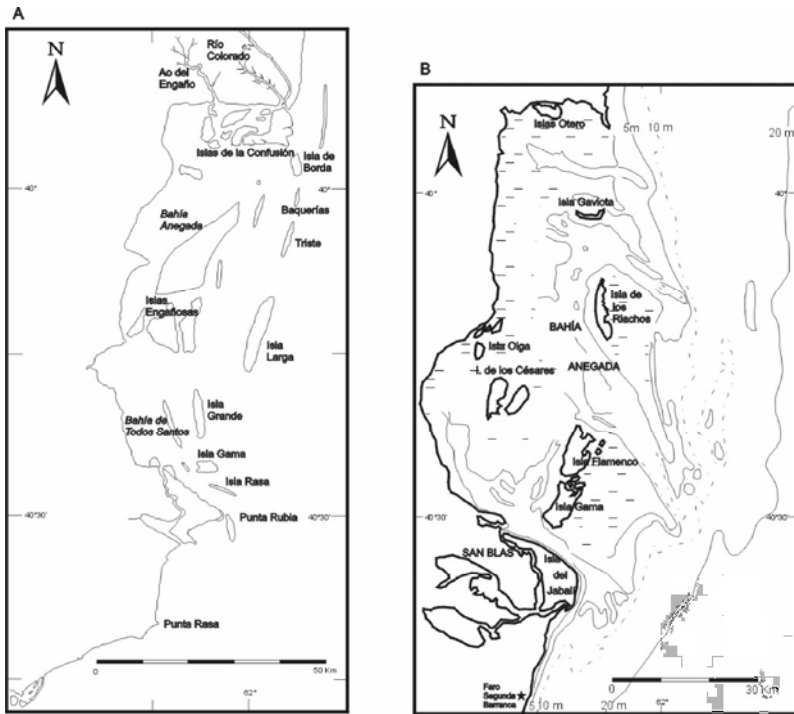 A
N
Río
Colorado
62°
Ao del
Engaño
Islas de la Confusión
Isla de
Borda
40°
40°
Baquerías
Bahía
Anegada
Triste
Islas
Engañosas
Isla
Larga
Isla
Grande
Bahía de
Todos Santos
Isla Gama
Isla Rasa
40°30'
Punta Rubia
40°30'
Punta Rasa
0
50 Km
62°
B
N
Islas Otero
5m
10 m
20 m
40°
40°
Isla Gaviota
Isla de
los
Riachos
BAHÍA
Isla Olga
ANEGADA
I. de los Césares
Isla Flamenco
Isla Gama
40°30'
40°30'
SAN BLAS
Isla
del
Jabalí
0
30 Km
Faro
Segunda
Barranca
5
10 m
20 m
62°